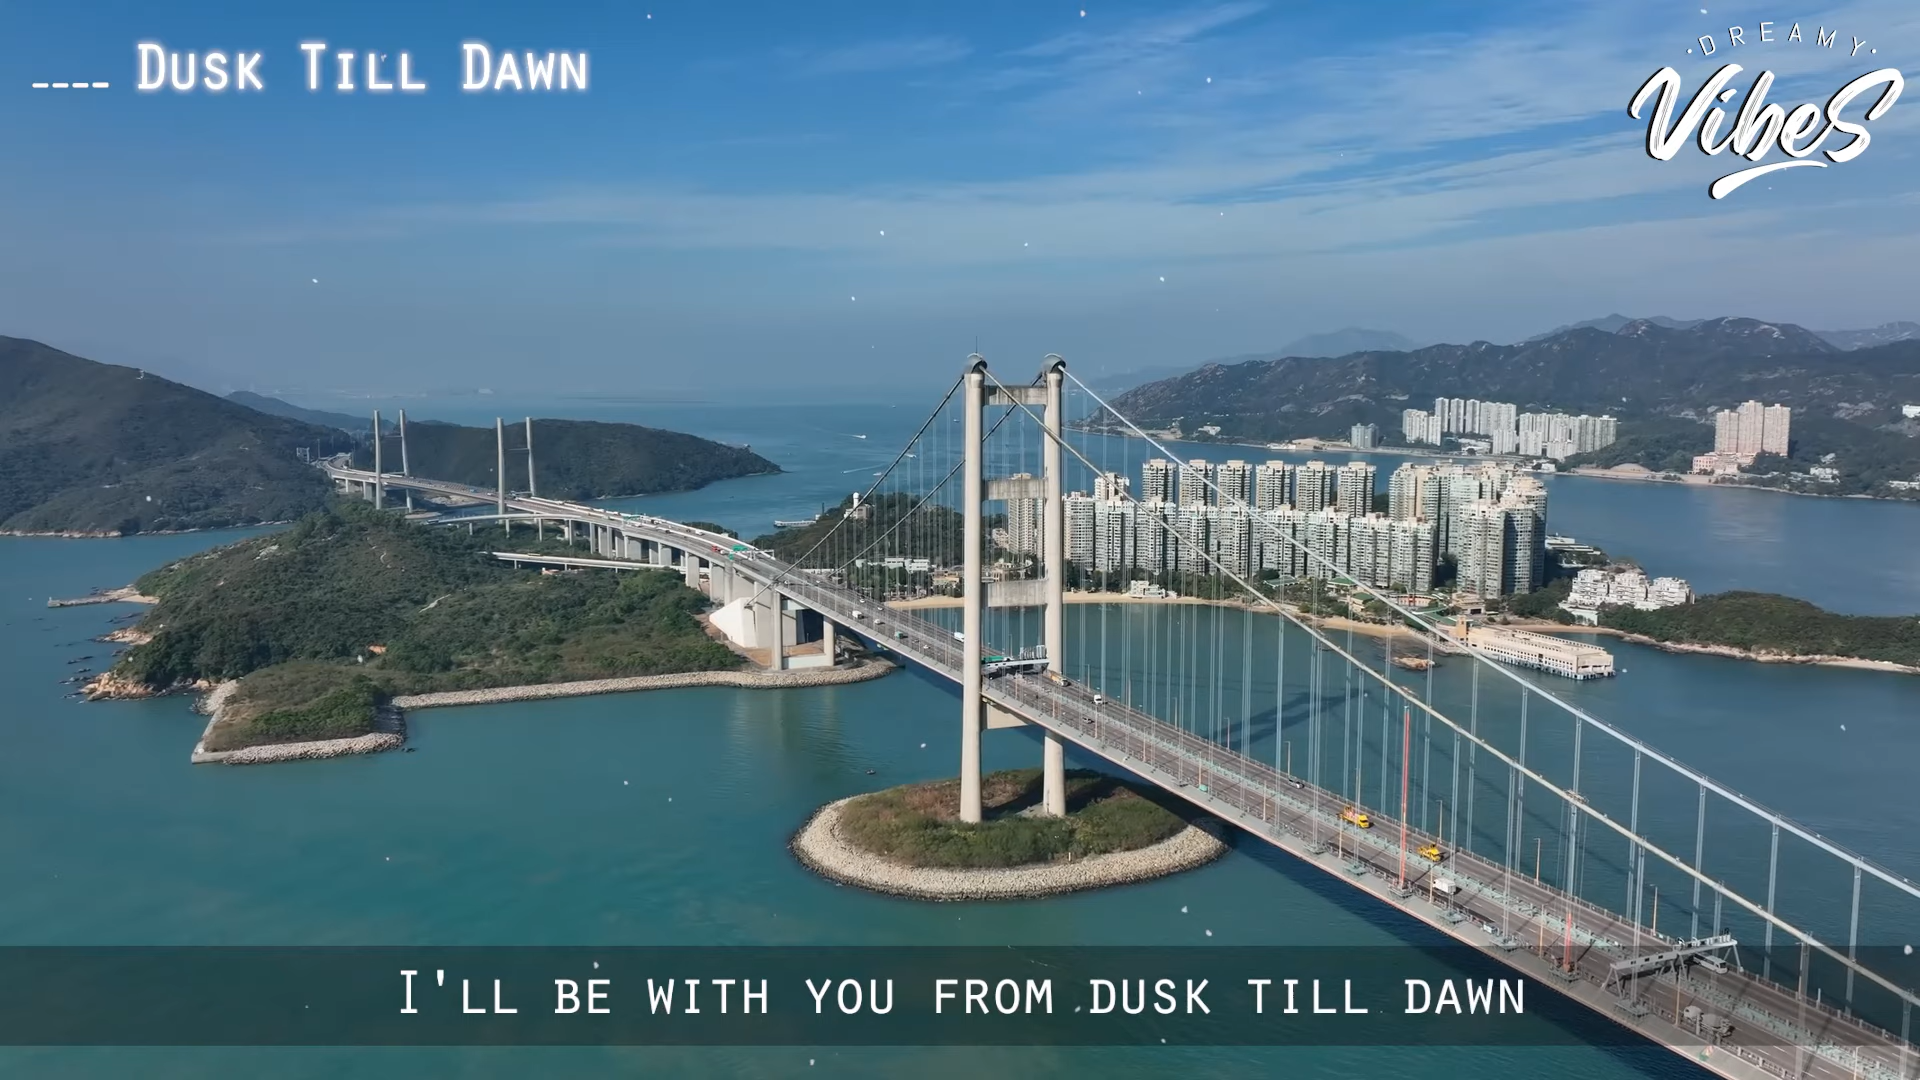 ---- Dusk Till Dawn
· DREAMY ·
Vibes
I'll be with you from dusk till dawn